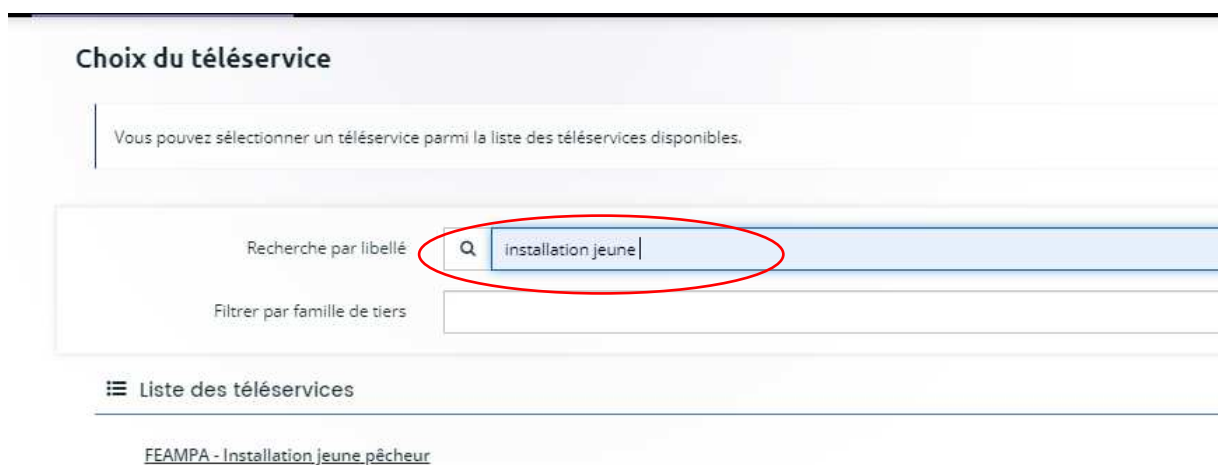 Choix du téléservice
Vous pouvez sélectionner un téléservice parmi la liste des téléservices disponibles.
Recherche par libellé installation jeune
Filtrer par famille de tiers
Liste des téléservices
FEAMPA - Installation jeune pêcheur